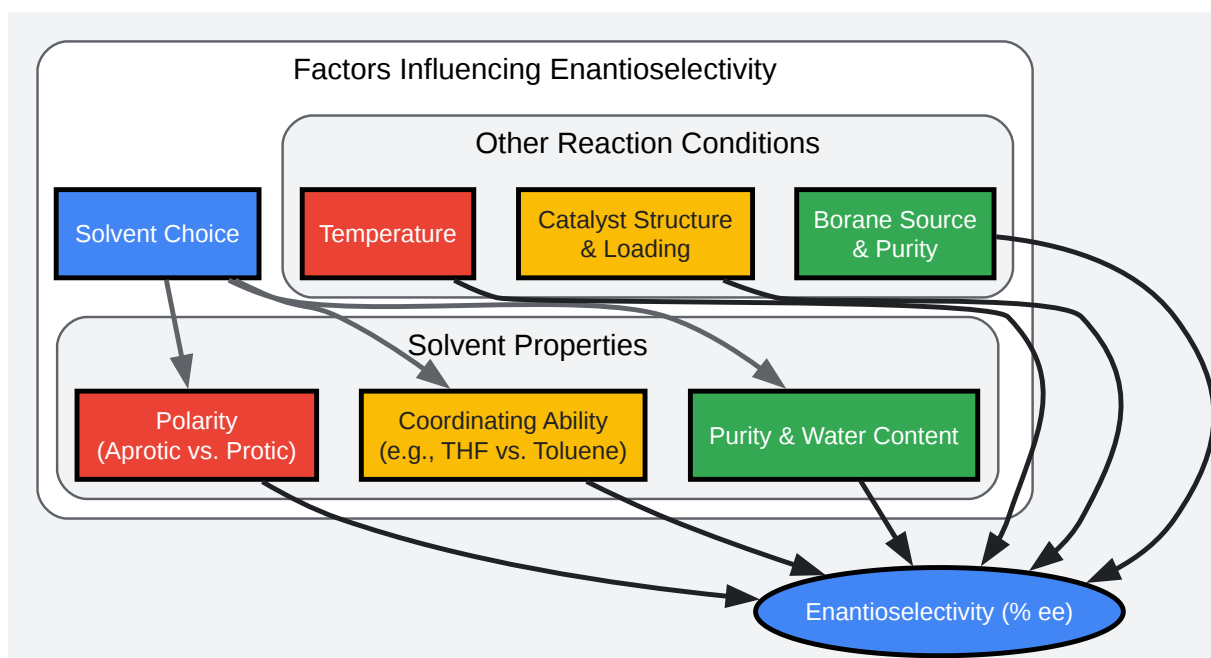 Factors Influencing Enantioselectivity
Other Reaction Conditions
Solvent Choice
Temperature
Catalyst Structure
& Loading
Borane Source
& Purity
Solvent Properties
Polarity
(Aprotic vs. Protic)
Coordinating Ability
(e.g., THF vs. Toluene)
Purity & Water Content
Enantioselectivity (% ee)